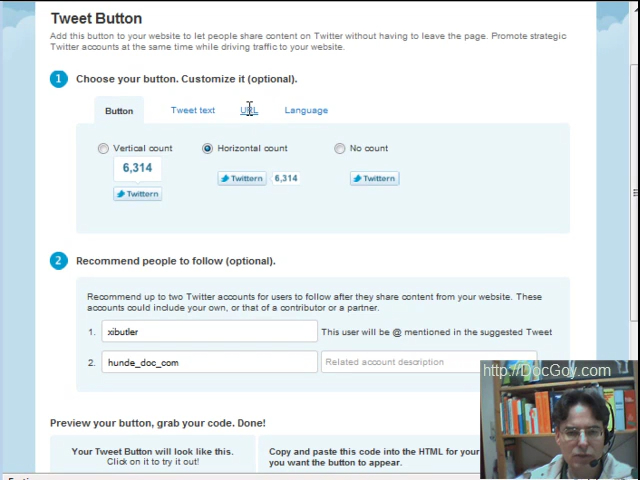 Tweet Button
Add this button to your website to let people share content on Twitter without having to leave the page. Promote strategic
Twitter accounts at the same time while driving traffic to your website.
1 Choose your button. Customize it (optional).
Button Tweet text URL Language
Vertical count Horizontal count No count
6,314
Twittern 6,314 Twittern
Twittern
2 Recommend people to follow (optional).
Recommend up to two Twitter accounts for users to follow after they share content from your website. These
accounts could include your own, or that of a contributor or a partner.
1. xibutler This user will be @ mentioned in the suggested Tweet
2. hunde_doc_com Related account description
http://DocGoy.com
Preview your button, grab your code. Done!
Your Tweet Button will look like this. Copy and paste this code into the HTML for your
Click on it to try it out! you want the button to appear.